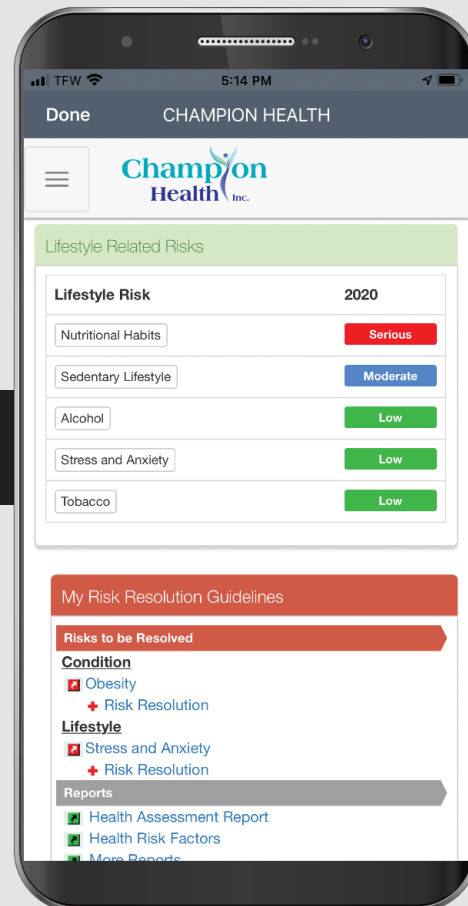 TFW 5:14 PM
Done CHAMPION HEALTH
Champion
Health Inc.
Lifestyle Related Risks
Lifestyle Risk 2020
Nutritional Habits Serious
Sedentary Lifestyle Moderate
Alcohol Low
Stress and Anxiety Low
Tobacco Low
My Risk Resolution Guidelines
Risks to be Resolved
Condition
Obesity
Risk Resolution
Lifestyle
Stress and Anxiety
Risk Resolution
Reports
Health Assessment Report
Health Risk Factors
More Reports